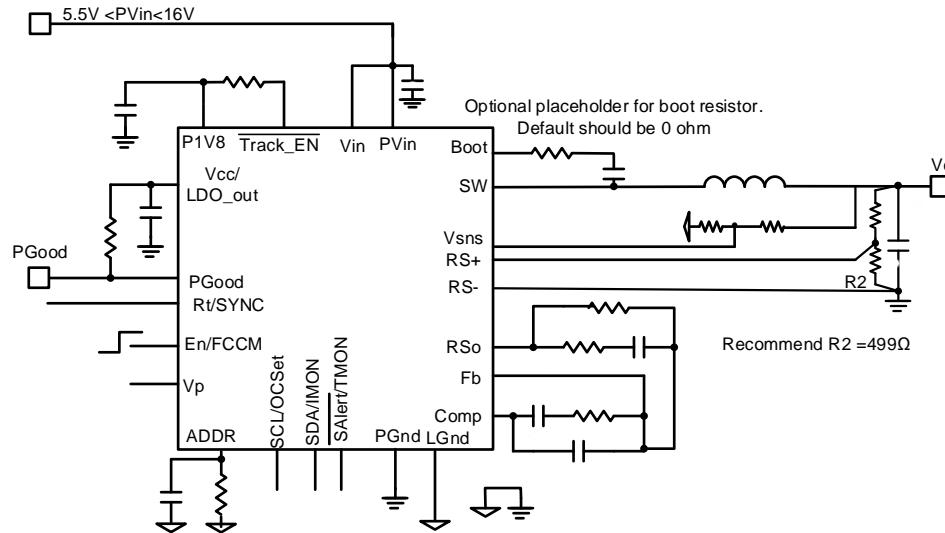 5.5V <PVin<16V
Optional placeholder for boot resistor.
Default should be 0 ohm
P1V8
Track_EN
Vin
PVin
Boot
Vcc/
LDO_out
SW
PGood
Vsns
RS+
PGood
RS-
R2
Rt/SYNC
En/FCCM
RSo
Recommend R2 =499Ω
Vp
Fb
Comp
ADDR
SCL/OCSet
SDA/IMON
SAlert/TMON
PGnd
LGnd